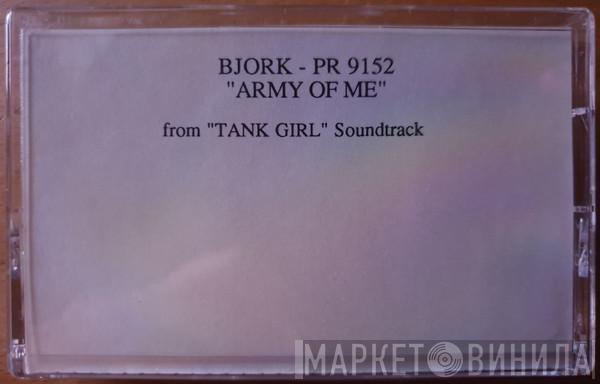 BJORK - PR 9152
"ARMY OF ME"
from "TANK GIRL" Soundtrack
МАРКЕТ ВИНИЛА